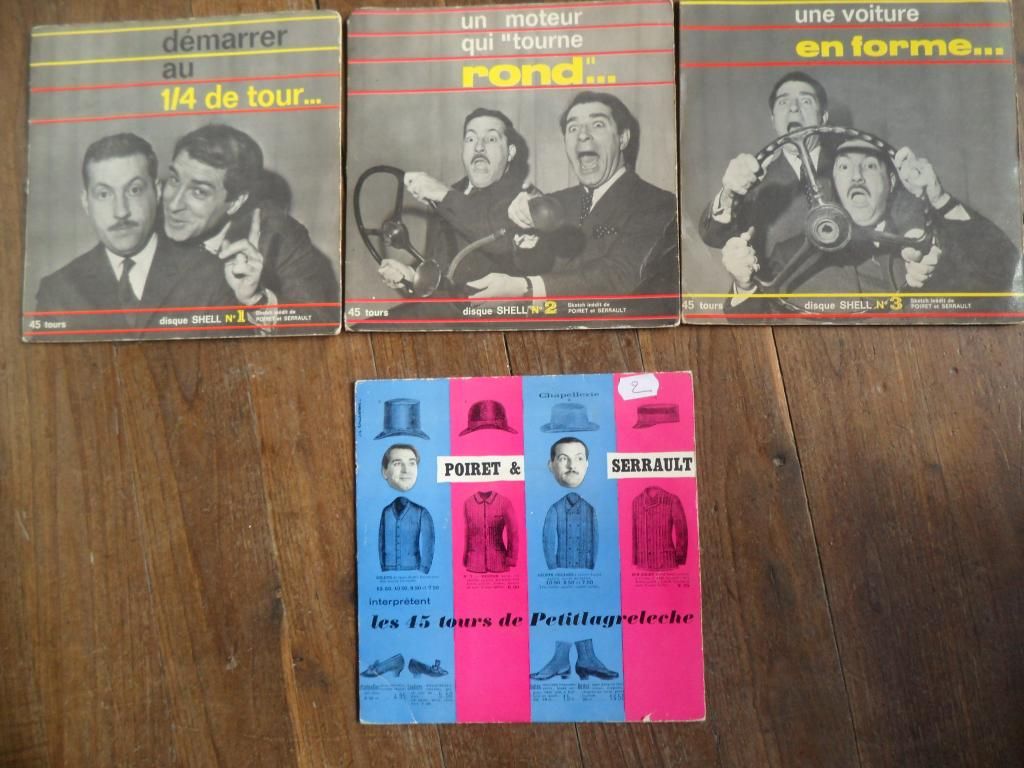 démarrer
au
1/4 de tour...
45 tours
disque SHELL N°1
Sketch inédit de
POIRET et SERRAULT
un moteur
qui "tourne
rond"...
45 tours
disque SHELL N°2
Sketch inédit de
POIRET et SERRAULT
une voiture
en forme...
45 tours
disque SHELL N°3
Sketch inédit de
POIRET et SERRAULT
2
Chapellerie
POIRET & SERRAULT
interprètent
les 45 tours de Petitlagreleche